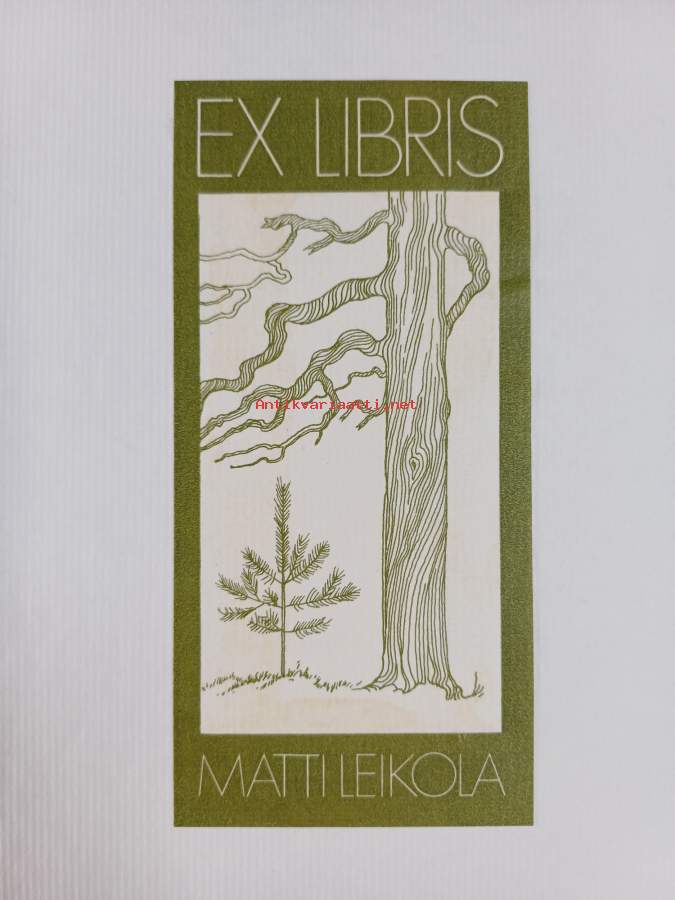 EX LIBRIS
Antikvariaatti.net
MATTI LEIKOLA